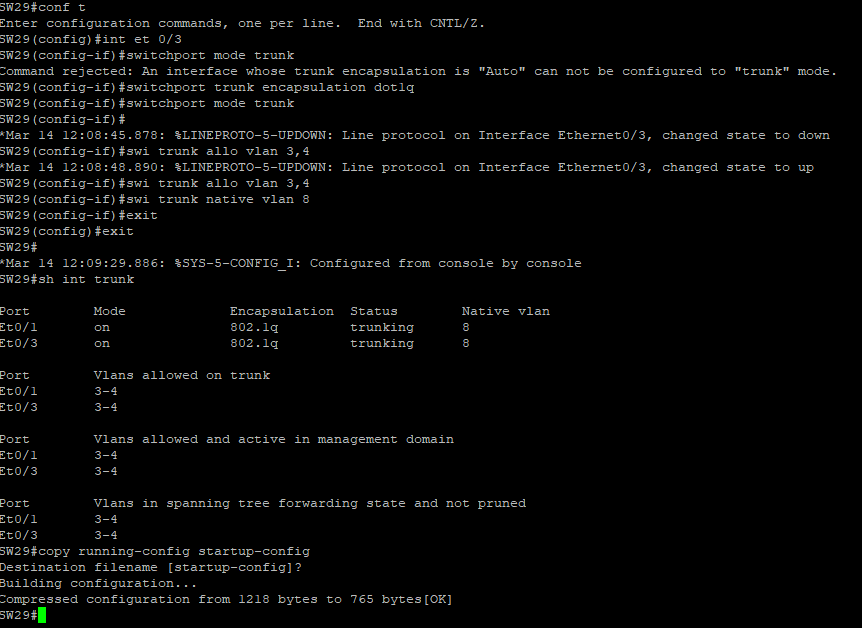 SW29#conf t
Enter configuration commands, one per line.  End with CNTL/Z.
SW29(config)#int et 0/3
SW29(config-if)#switchport mode trunk
Command rejected: An interface whose trunk encapsulation is "Auto" can not be configured to "trunk" mode.
SW29(config-if)#switchport trunk encapsulation dot1q
SW29(config-if)#switchport mode trunk
SW29(config-if)#
*Mar 14 12:08:45.878: %LINEPROTO-5-UPDOWN: Line protocol on Interface Ethernet0/3, changed state to down
SW29(config-if)#swi trunk allo vlan 3,4
*Mar 14 12:08:48.890: %LINEPROTO-5-UPDOWN: Line protocol on Interface Ethernet0/3, changed state to up
SW29(config-if)#swi trunk allo vlan 3,4
SW29(config-if)#swi trunk native vlan 8
SW29(config-if)#exit
SW29(config)#exit
SW29#
*Mar 14 12:09:29.886: %SYS-5-CONFIG_I: Configured from console by console
SW29#sh int trunk

Port        Mode             Encapsulation  Status        Native vlan
Et0/1       on               802.1q         trunking      8
Et0/3       on               802.1q         trunking      8

Port        Vlans allowed on trunk
Et0/1       3-4
Et0/3       3-4

Port        Vlans allowed and active in management domain
Et0/1       3-4
Et0/3       3-4

Port        Vlans in spanning tree forwarding state and not pruned
Et0/1       3-4
Et0/3       3-4
SW29#copy running-config startup-config
Destination filename [startup-config]?
Building configuration...
Compressed configuration from 1218 bytes to 765 bytes[OK]
SW29#